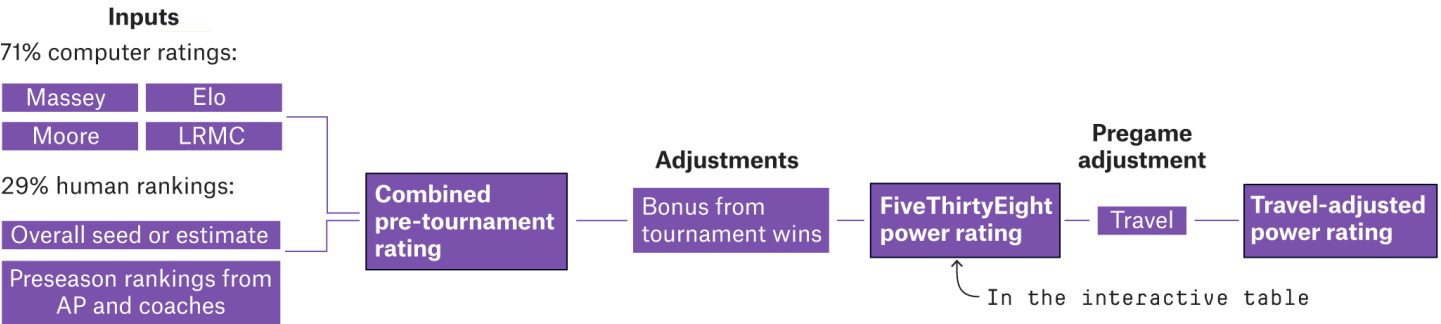 Inputs
71% computer ratings:
Massey
Elo
Moore
LRMC
29% human rankings:
Overall seed or estimate
Preseason rankings from
AP and coaches
Combined
pre-tournament
rating
Adjustments
Bonus from
tournament wins
FiveThirtyEight
power rating
In the interactive table
Pregame
adjustment
Travel
Travel-adjusted
power rating